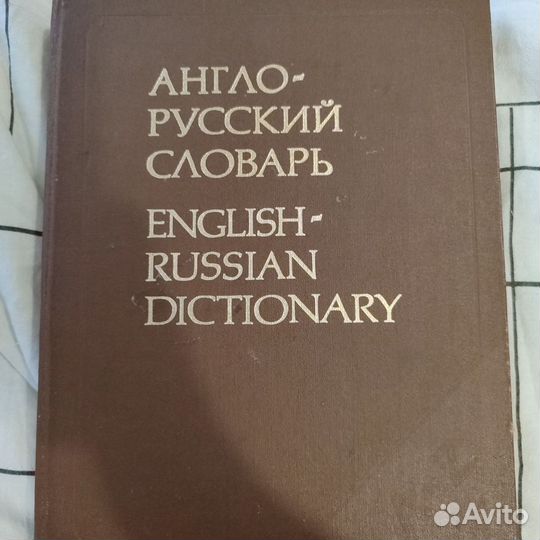 АНГЛО-
РУССКИЙ
СЛОВАРЬ
ENGLISH-
RUSSIAN
DICTIONARY
Avito